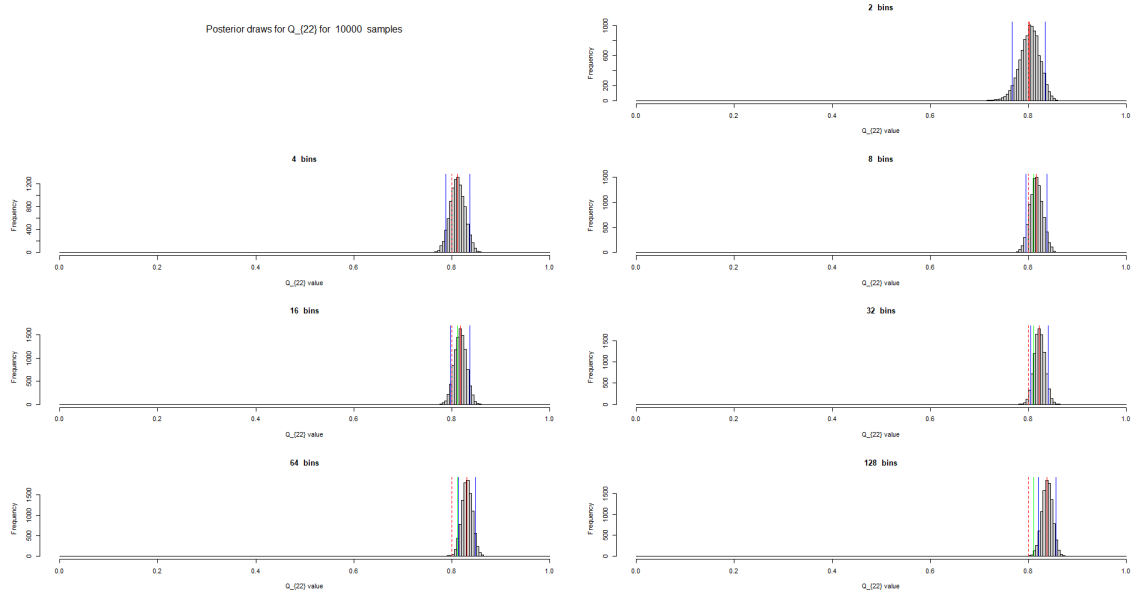 Posterior draws for Q_{22} for 10000 samples
2 bins
Frequency
0 200 600 1000
0.0 0.2 0.4 0.6 0.8 1.0
Q_{22} value
4 bins
Frequency
0 400 1200
0.0 0.2 0.4 0.6 0.8 1.0
Q_{22} value
8 bins
Frequency
0 500 1000 1500
0.0 0.2 0.4 0.6 0.8 1.0
Q_{22} value
16 bins
Frequency
0 500 1000 1500
0.0 0.2 0.4 0.6 0.8 1.0
Q_{22} value
32 bins
Frequency
0 500 1000 1500
0.0 0.2 0.4 0.6 0.8 1.0
Q_{22} value
64 bins
Frequency
0 500 1000 1500
0.0 0.2 0.4 0.6 0.8 1.0
Q_{22} value
128 bins
Frequency
0 500 1000 1500
0.0 0.2 0.4 0.6 0.8 1.0
Q_{22} value